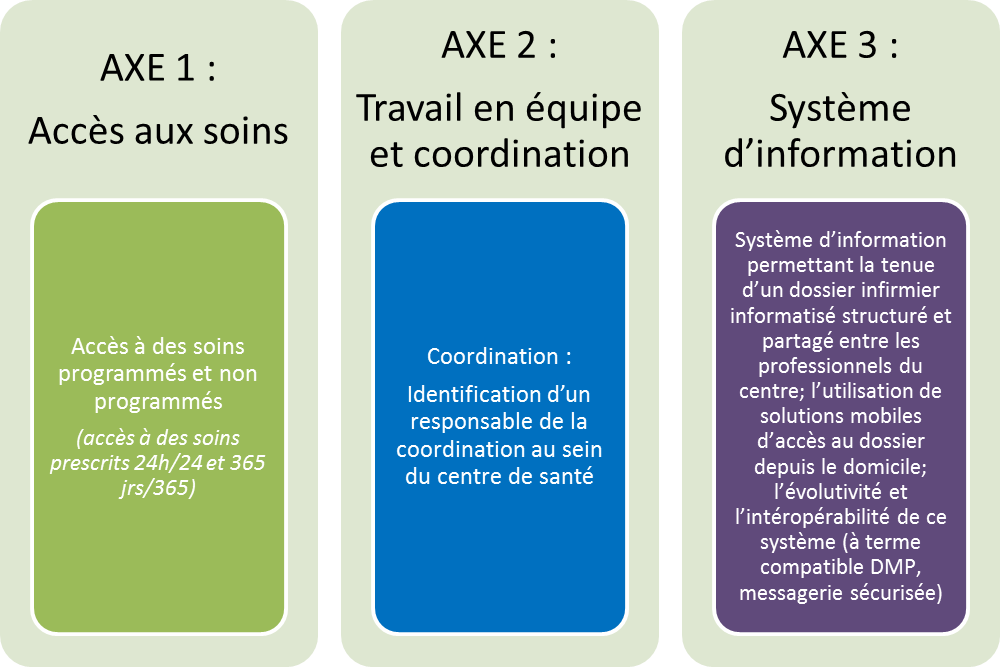 AXE 1 :
Accès aux soins
Accès à des soins
programmés et non
programmés
(accès à des soins
prescrits 24h/24 et 365
jrs/365)
AXE 2 :
Travail en équipe
et coordination
Coordination :
Identification d’un
responsable de la
coordination au sein
du centre de santé
AXE 3 :
Système
d’information
Système d’information
permettant la tenue
d’un dossier infirmier
informatisé structuré et
partagé entre les
professionnels du
centre; l’utilisation de
solutions mobiles
d’accès au dossier
depuis le domicile;
l’évolutivité et
l’intéropérabilité de ce
système (à terme
compatible DMP,
messagerie sécurisée)